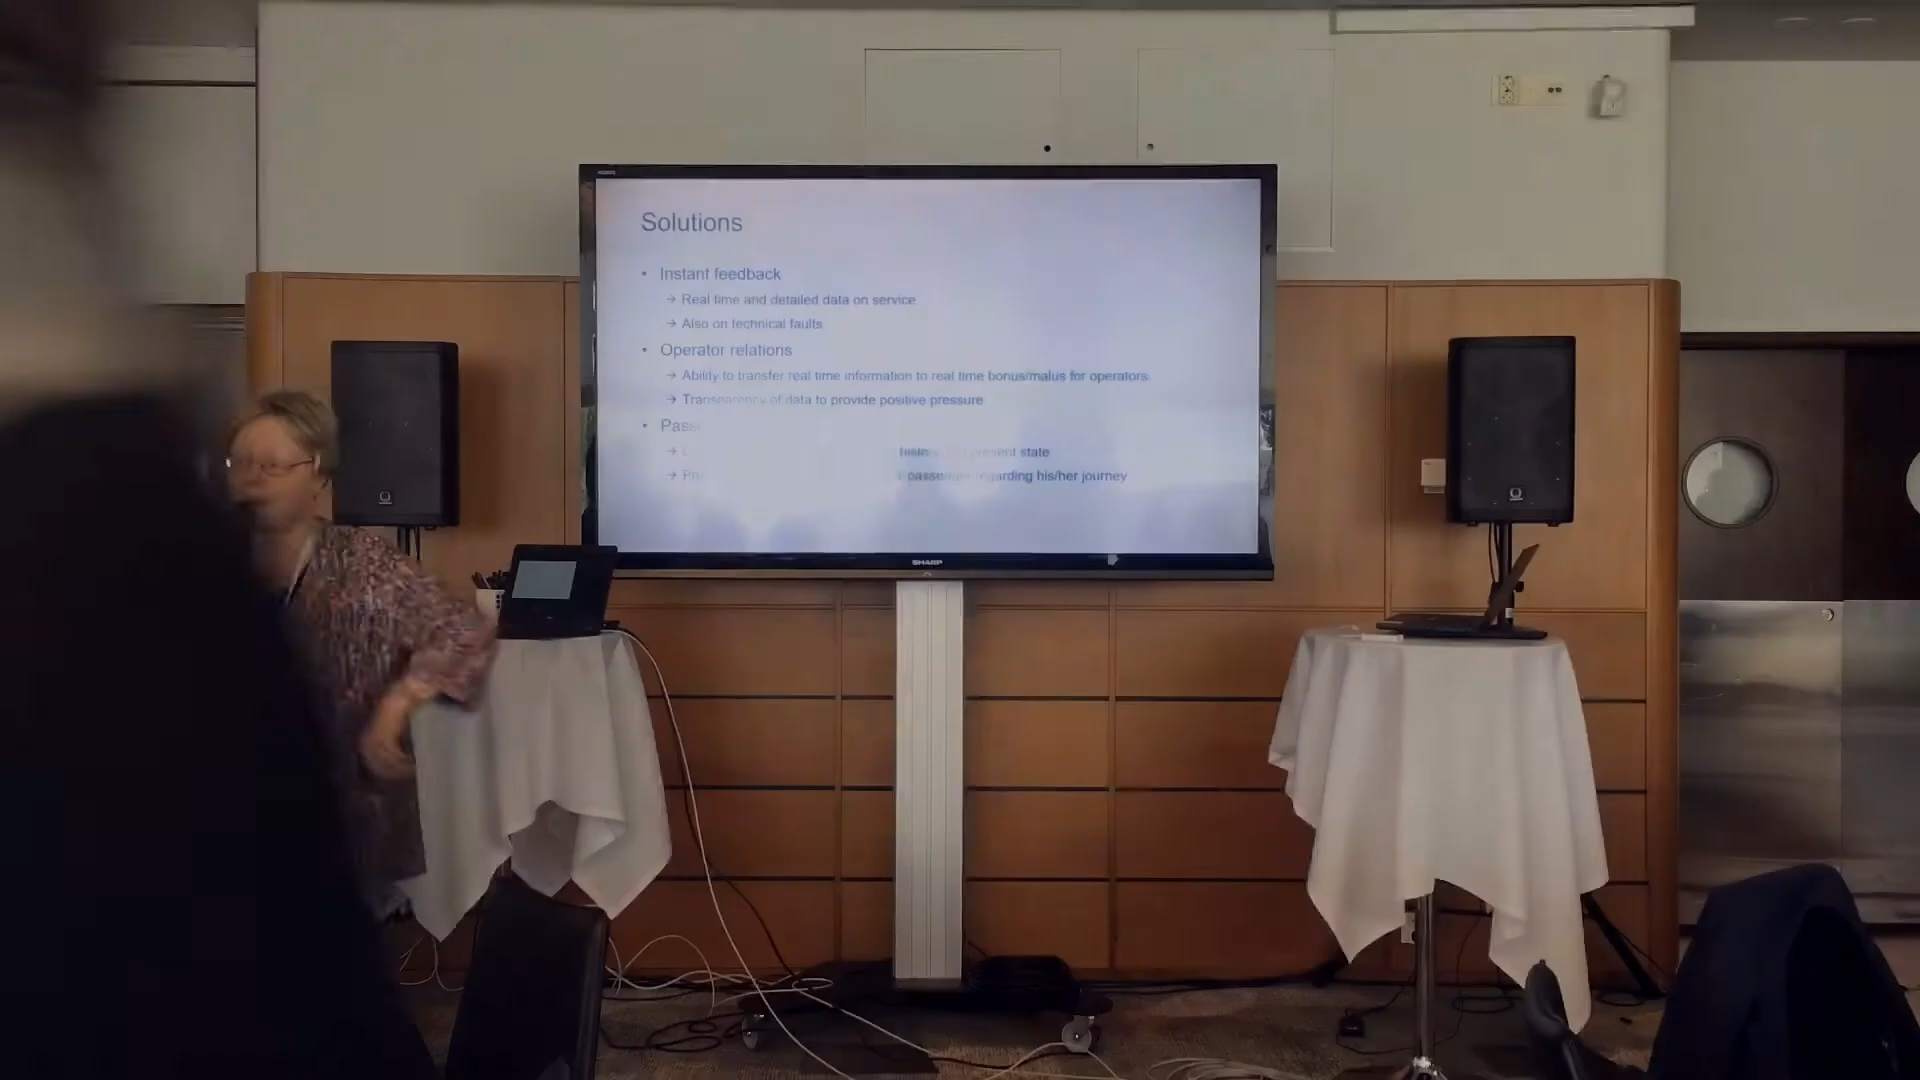 Solutions
• Instant feedback
→ Real time and detailed data on service
→ Also on technical faults
• Operator relations
→ Ability to transfer real time information to real time bonus/malus for operators
→ Transparency of data to provide positive pressure
•
→ present state
→ passenger regarding his/her journey
SHARP